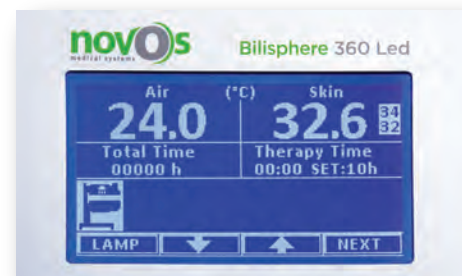 novos
medical systems
Bilisphere 360 Led
Air (°C) Skin
24.0 32.6 34
32
Total Time Therapy Time
00000 h 00:00 SET:10h
LAMP NEXT